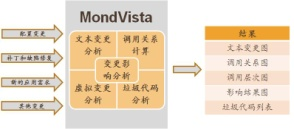 MondVista
配置变更
补丁和缺陷修复
新的应用需求
其他变更
文本变更分析
调用关系计算
变更影响分析
虚拟变更分析
垃圾代码分析
结果
文本变更图
调用关系图
调用层次图
影响结果图
垃圾代码列表